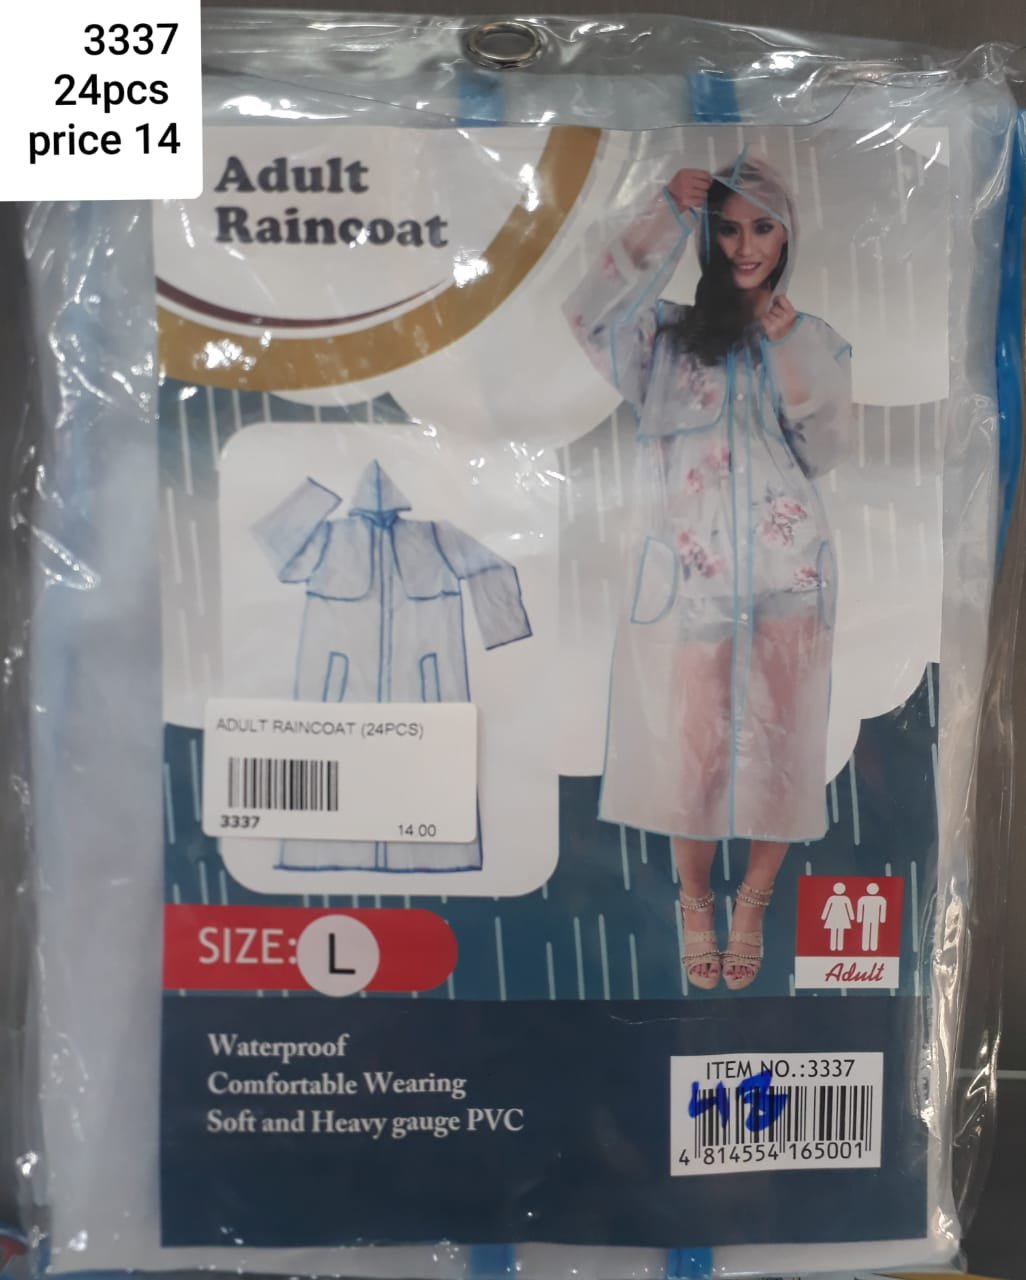 3337
24pcs
price 14
Adult
Raincoat
ADULT RAINCOAT (24PCS)
3337
14.00
SIZE: L
Adult
Waterproof
Comfortable Wearing
Soft and Heavy gauge PVC
ITEM NO.:3337
4 814554 165001